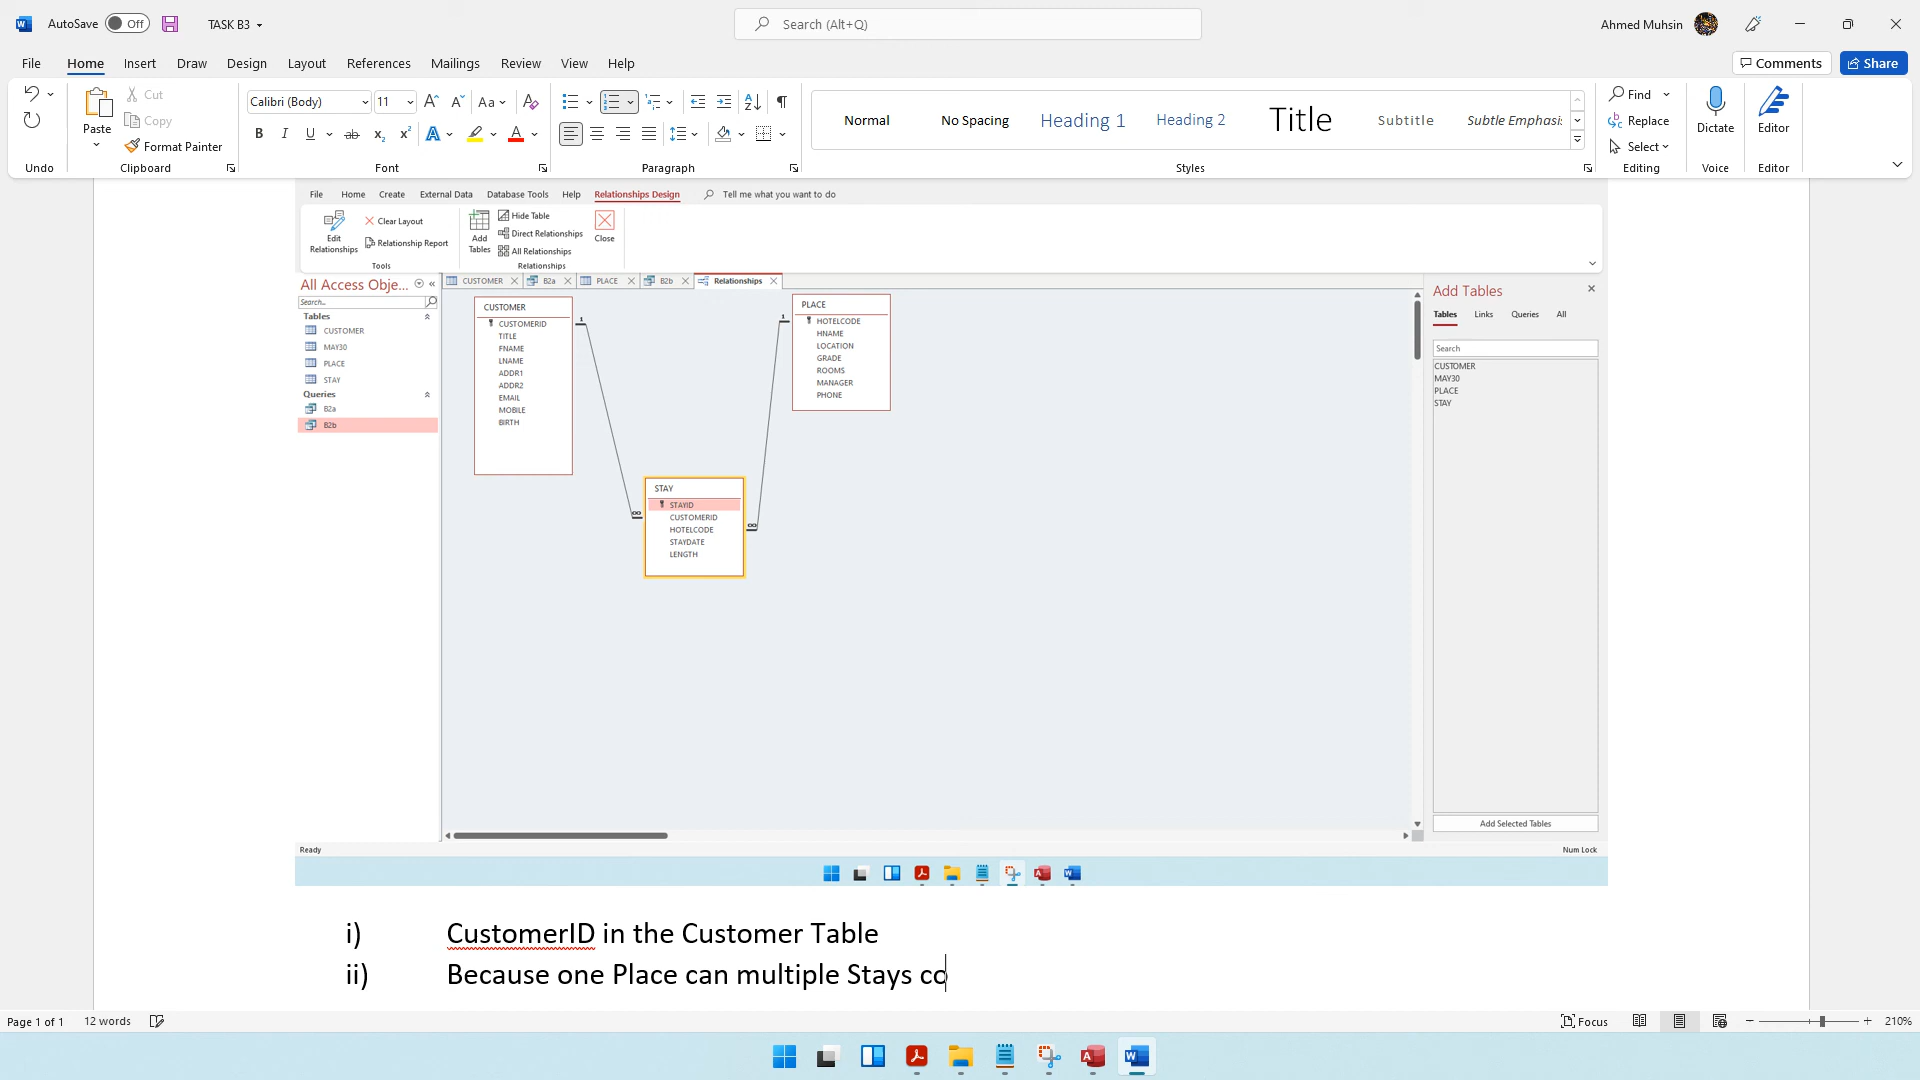 AutoSave Off TASK B3 Search (Alt+Q) Ahmed Muhsin
File Home Insert Draw Design Layout References Mailings Review View Help Comments Share
Paste Cut Copy Format Painter
Calibri (Body) 11 Aa
B I U ab x₂ x² A A
Normal No Spacing Heading 1 Heading 2 Title Subtitle Subtle Emphasis
Find Replace Select Dictate Editor
Undo Clipboard Font Paragraph Styles Editing Voice Editor
File Home Create External Data Database Tools Help Relationships Design Tell me what you want to do
Edit Relationships Clear Layout Relationship Report Add Tables Hide Table Direct Relationships All Relationships Close
Tools Relationships
All Access Obje... CUSTOMER B2a PLACE B2b Relationships
Search...
Tables
CUSTOMER
MAY30
PLACE
STAY
Queries
B2a
B2b
CUSTOMER
CUSTOMERID
TITLE
FNAME
LNAME
ADDR1
ADDR2
EMAIL
MOBILE
BIRTH
1
1
PLACE
HOTELCODE
HNAME
LOCATION
GRADE
ROOMS
MANAGER
PHONE
STAY
STAYID
CUSTOMERID
HOTELCODE
STAYDATE
LENGTH
∞
∞
Add Tables
Tables Links Queries All
Search
CUSTOMER
MAY30
PLACE
STAY
Add Selected Tables
Ready Num Lock
i) CustomerID in the Customer Table
ii) Because one Place can multiple Stays co
Page 1 of 1 12 words Focus 210%